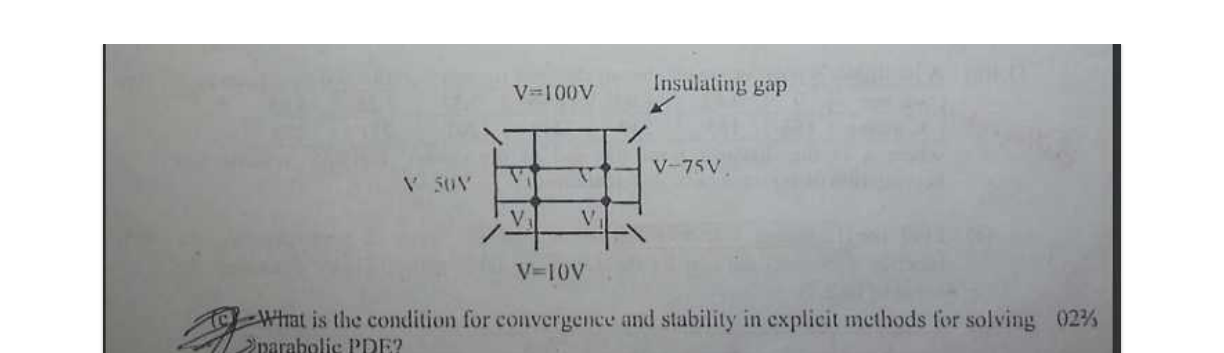 V=100V
Insulating gap
V 50V
V-75V.
V₁ V
V₃ V₁
V=10V
(c) What is the condition for convergence and stability in explicit methods for solving 02⅔
parabolic PDE?